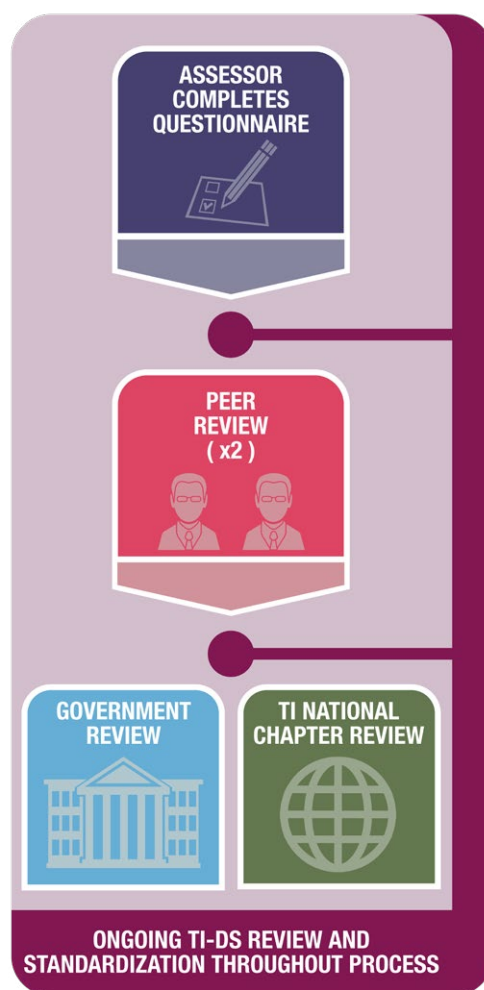 ASSESSOR
COMPLETES
QUESTIONNAIRE
PEER
REVIEW
( x2 )
GOVERNMENT
REVIEW
TI NATIONAL
CHAPTER REVIEW
ONGOING TI-DS REVIEW AND
STANDARDIZATION THROUGHOUT PROCESS